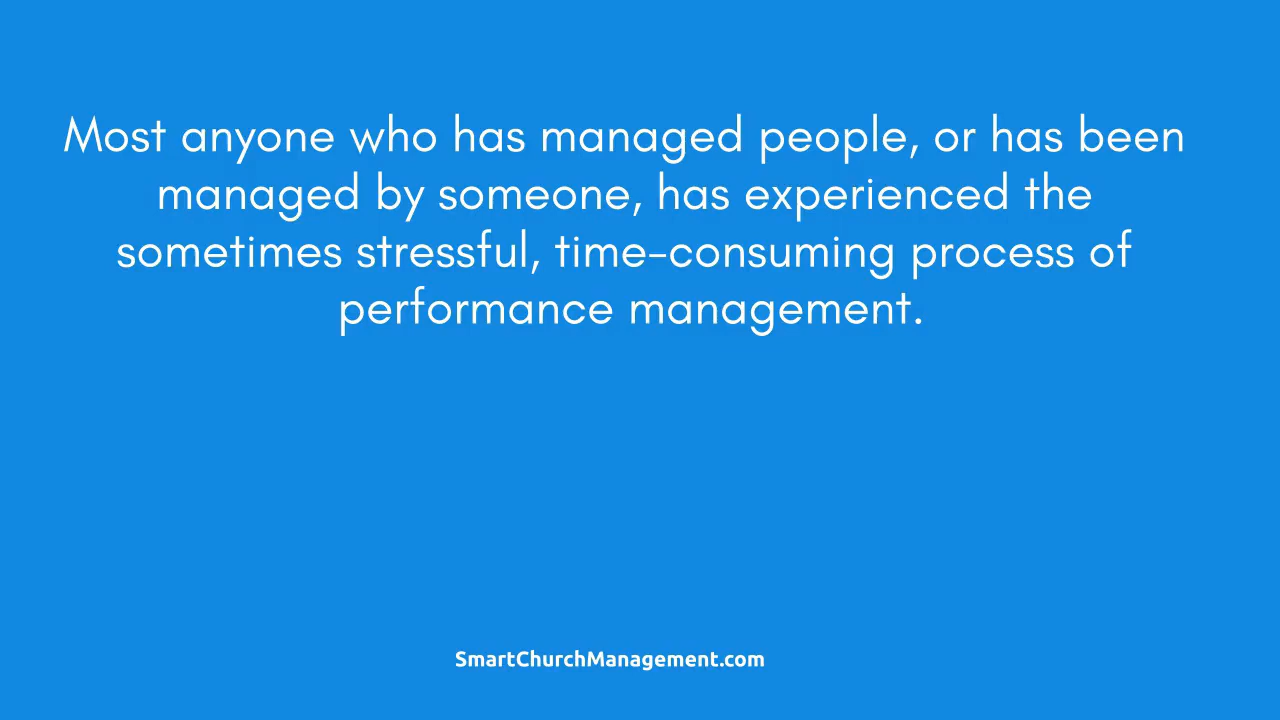 Most anyone who has managed people, or has been
managed by someone, has experienced the
sometimes stressful, time-consuming process of
performance management.
SmartChurchManagement.com